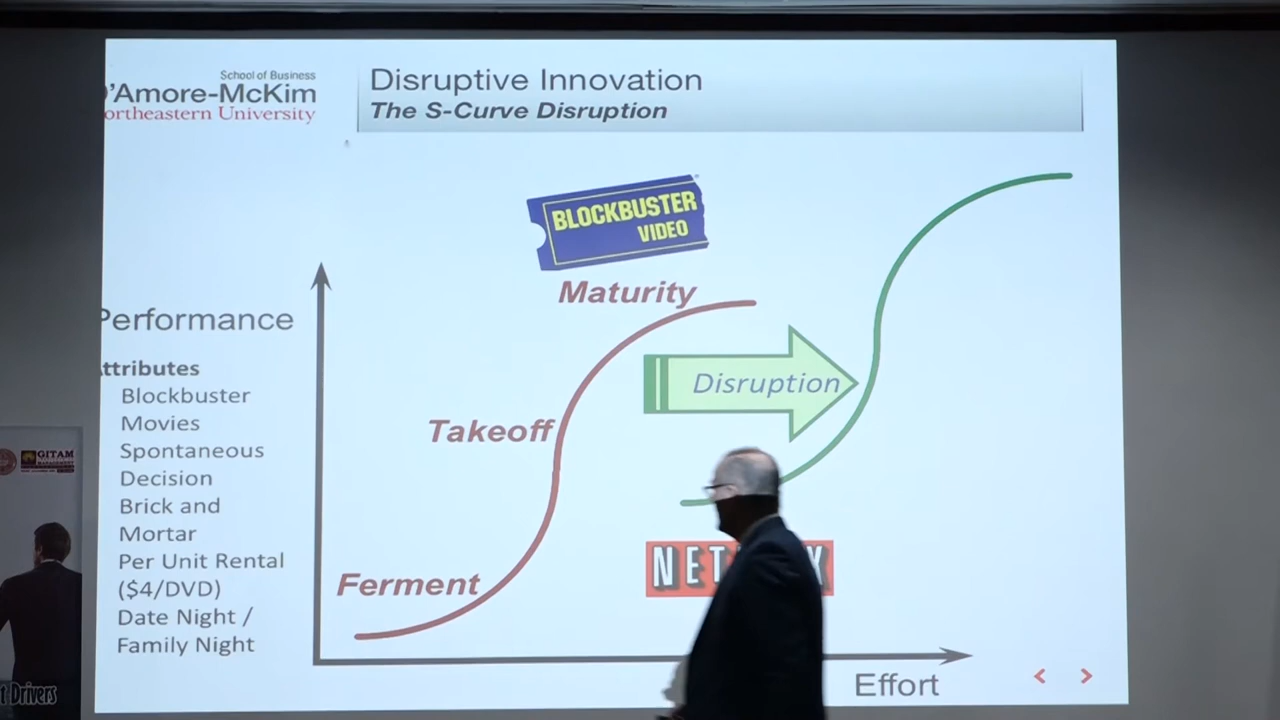 School of Business
'Amore-McKim
ortheastern University
Disruptive Innovation
The S-Curve Disruption
BLOCKBUSTER
VIDEO
Maturity
Performance
Attributes
Blockbuster
Movies
Spontaneous
Decision
Brick and
Mortar
Per Unit Rental
($4/DVD)
Date Night /
Family Night
Disruption
Takeoff
Ferment
NET X
Effort
< >
GITAM
t Drivers